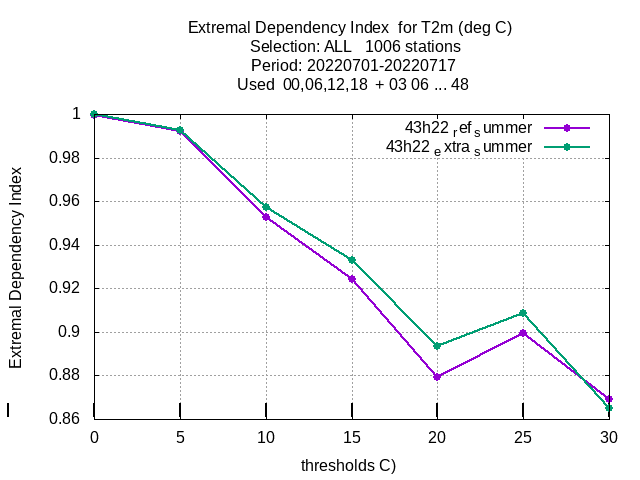 Extremal Dependency Index  for T2m (deg C)
Selection: ALL   1006 stations
Period: 20220701-20220717
Used  00,06,12,18  + 03 06 ... 48
43h22 ref summer
43h22 extra summer
1
0.98
0.96
0.94
0.92
0.9
0.88
0.86
Extremal Dependency Index
0 5 10 15 20 25 30
thresholds C)